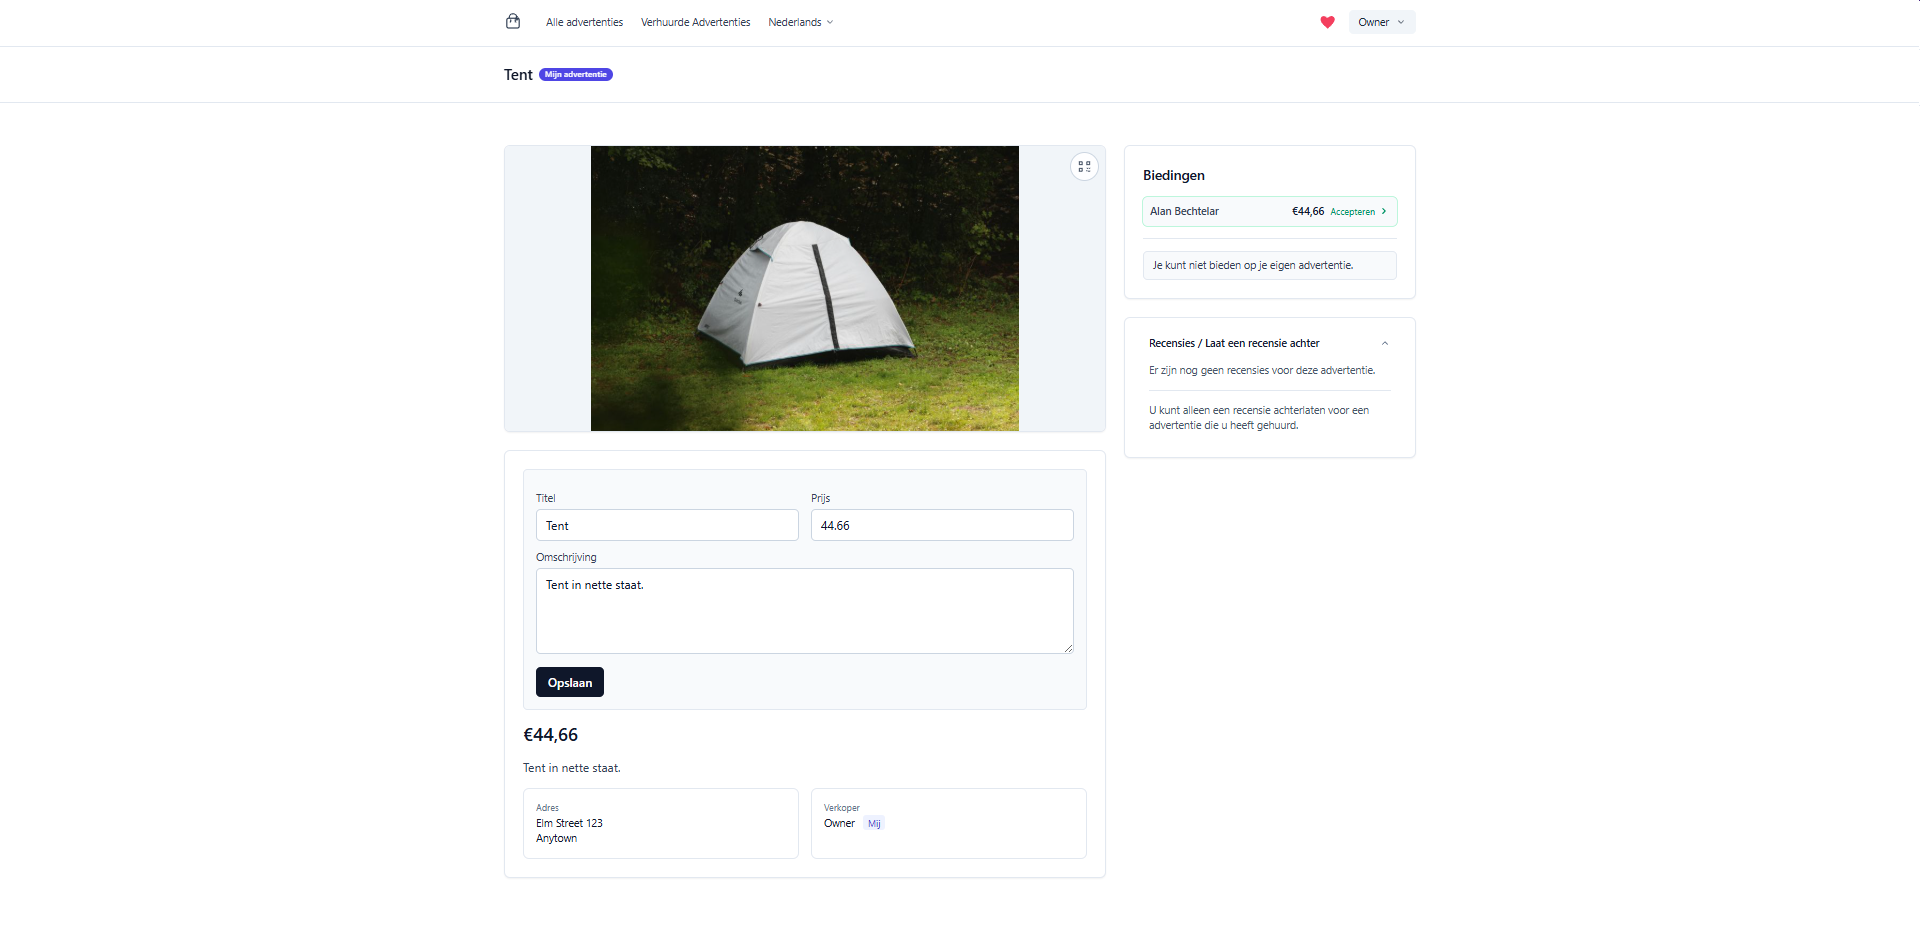 Alle advertenties Verhuurde Advertenties Nederlands Owner
Tent Mijn advertentie
Biedingen
Alan Bechtelar €44,66 Accepteren
Je kunt niet bieden op je eigen advertentie.
Recensies / Laat een recensie achter
Er zijn nog geen recensies voor deze advertentie.
U kunt alleen een recensie achterlaten voor een
advertentie die u heeft gehuurd.
Titel Prijs
Tent 44.66
Omschrijving
Tent in nette staat.
Opslaan
€44,66
Tent in nette staat.
Adres
Elm Street 123
Anytown
Verkoper
Owner Mij